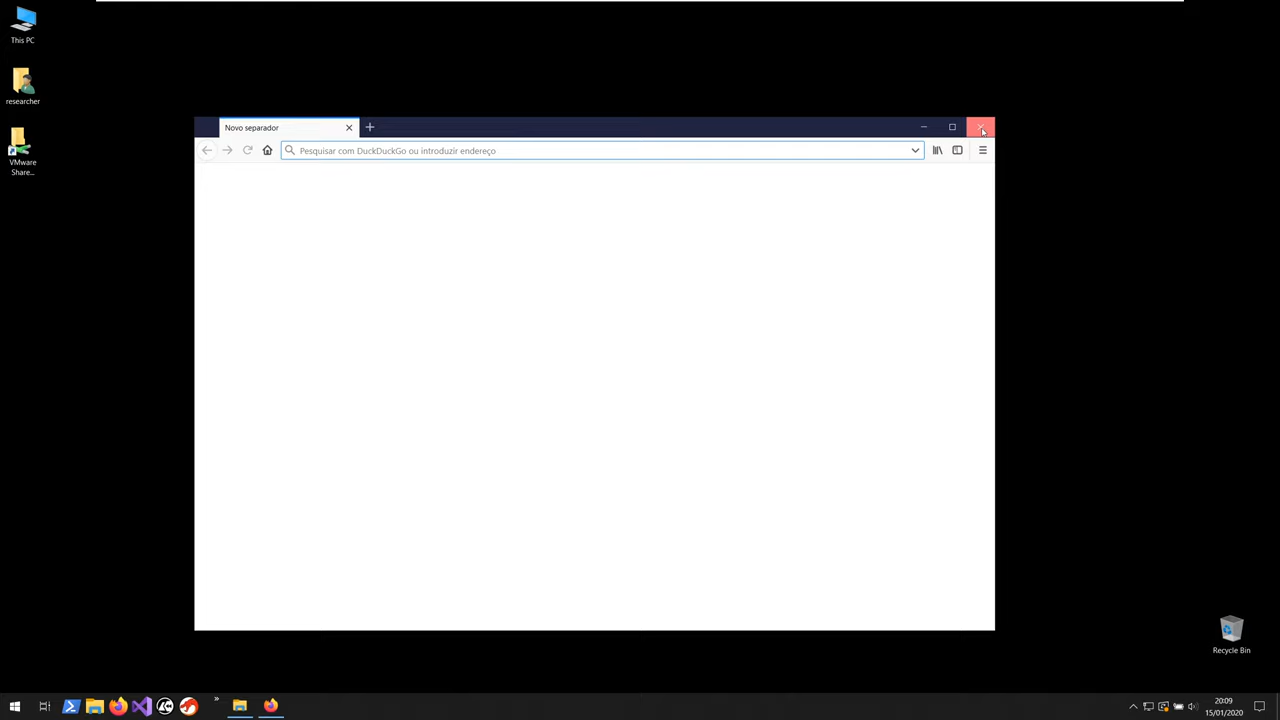 This PC
researcher
VMware
Share...
Novo separador
Pesquisar com DuckDuckGo ou introduzir endereço
Recycle Bin
20:09
15/01/2020